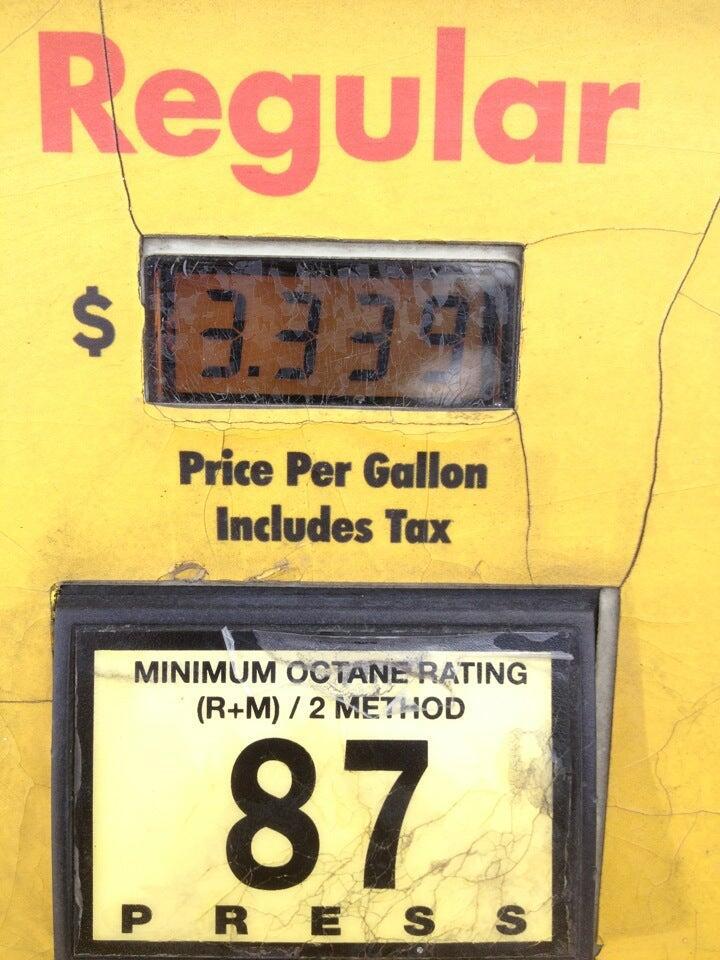 Regular
$ 3.339
Price Per Gallon
Includes Tax
MINIMUM OCTANE RATING
(R+M) / 2 METHOD
87
PRESS